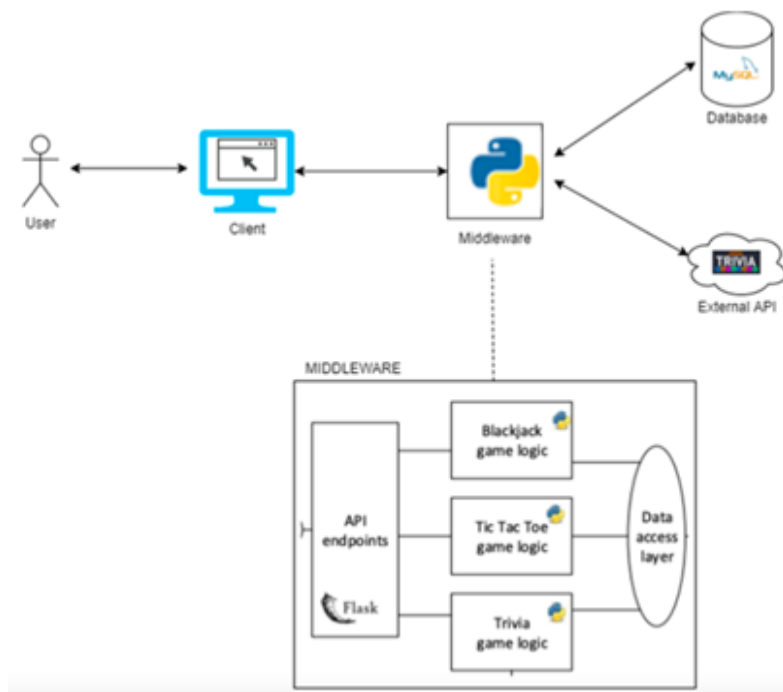 MySQL
Database
User
Client
Middleware
TRIVIA
External API
MIDDLEWARE
Blackjack
game logic
API
endpoints
Flask
Tic Tac Toe
game logic
Data
access
layer
Trivia
game logic